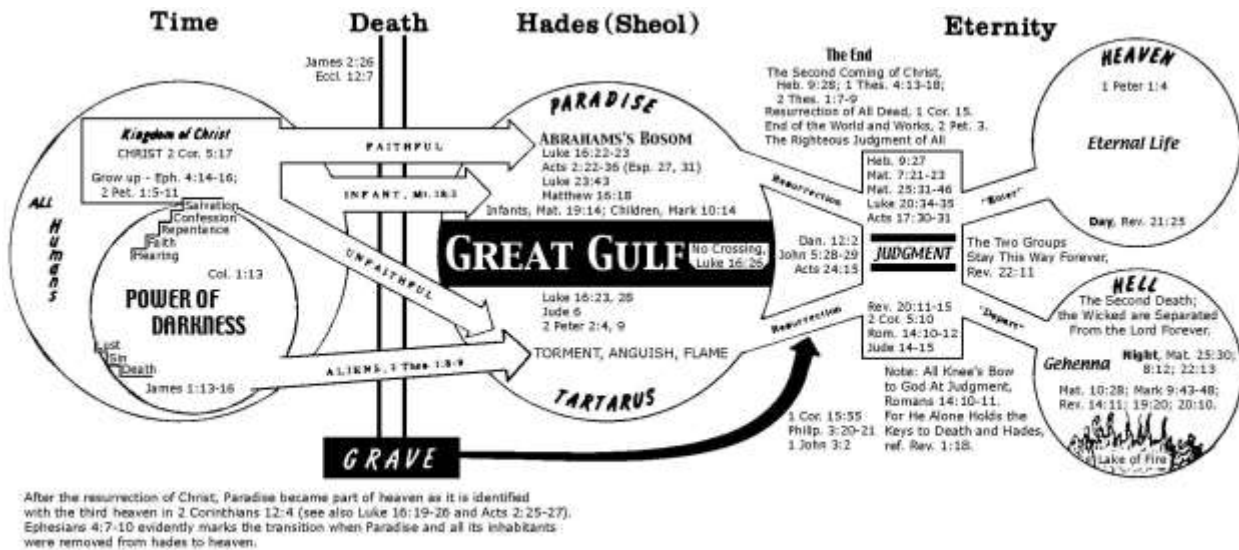 Time
Death
Hades (Sheol)
Eternity
James 2:26
Eccl. 12:7
ALL Humans
Kingdom of Christ
CHRIST 2 Cor. 5:17
Grow up - Eph. 4:14-16;
2 Pet. 1:5-11
Salvation
Confession
Repentance
Faith
Hearing
Col. 1:13
POWER OF
DARKNESS
Lust
Sin
Death
James 1:13-16
FAITHFUL
INFANT, Mt. 18:3
UNFAITHFUL
ALIENS, 2 Thes. 1:8-9
GRAVE
PARADISE
ABRAHAMS'S BOSOM
Luke 16:22-23
Acts 2:22-36 (Esp. 27, 31)
Luke 23:43
Matthew 16:18
Infants, Mat. 19:14; Children, Mark 10:14
GREAT GULF
No Crossing,
Luke 16:26
Luke 16:23, 28
Jude 6
2 Peter 2:4, 9
TORMENT, ANGUISH, FLAME
TARTARUS
Resurrection
Dan. 12:2
John 5:28-29
Acts 24:15
Resurrection
1 Cor. 15:55
Philip. 3:20-21
1 John 3:2
The End
The Second Coming of Christ,
Heb. 9:28; 1 Thes. 4:13-18;
2 Thes. 1:7-9
Resurrection of All Dead, 1 Cor. 15.
End of the World and Works, 2 Pet. 3.
The Righteous Judgment of All
Heb. 9:27
Mat. 7:21-23
Mat. 25:31-46
Luke 20:34-35
Acts 17:30-31
JUDGMENT
Rev. 20:11-15
2 Cor. 5:10
Rom. 14:10-12
Jude 14-15
Note: All Knee's Bow
to God At Judgment,
Romans 14:10-11.
For He Alone Holds the
Keys to Death and Hades,
ref. Rev. 1:18.
"Enter"
The Two Groups
Stay This Way Forever,
Rev. 22:11
"Depart"
HEAVEN
1 Peter 1:4
Eternal Life
Day, Rev. 21:25
HELL
The Second Death;
the Wicked are Separated
From the Lord Forever.
Gehenna
Night, Mat. 25:30;
8:12; 22:13
Mat. 10:28; Mark 9:43-48;
Rev. 14:11; 19:20; 20:10.
Lake of Fire
After the resurrection of Christ, Paradise became part of heaven as it is identified
with the third heaven in 2 Corinthians 12:4 (see also Luke 16:19-26 and Acts 2:25-27).
Ephesians 4:7-10 evidently marks the transition when Paradise and all its inhabitants
were removed from hades to heaven.